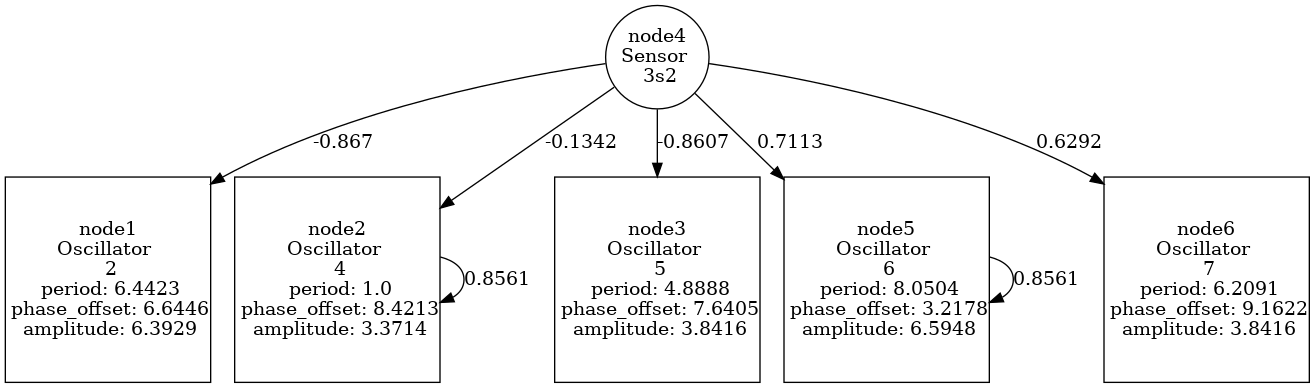 node4
Sensor
3s2
-0.867
-0.1342
-0.8607
0.7113
0.6292
node1
Oscillator
2
period: 6.4423
phase_offset: 6.6446
amplitude: 6.3929
node2
Oscillator
4
period: 1.0
phase_offset: 8.4213
amplitude: 3.3714
0.8561
node3
Oscillator
5
period: 4.8888
phase_offset: 7.6405
amplitude: 3.8416
node5
Oscillator
6
period: 8.0504
phase_offset: 3.2178
amplitude: 6.5948
0.8561
node6
Oscillator
7
period: 6.2091
phase_offset: 9.1622
amplitude: 3.8416